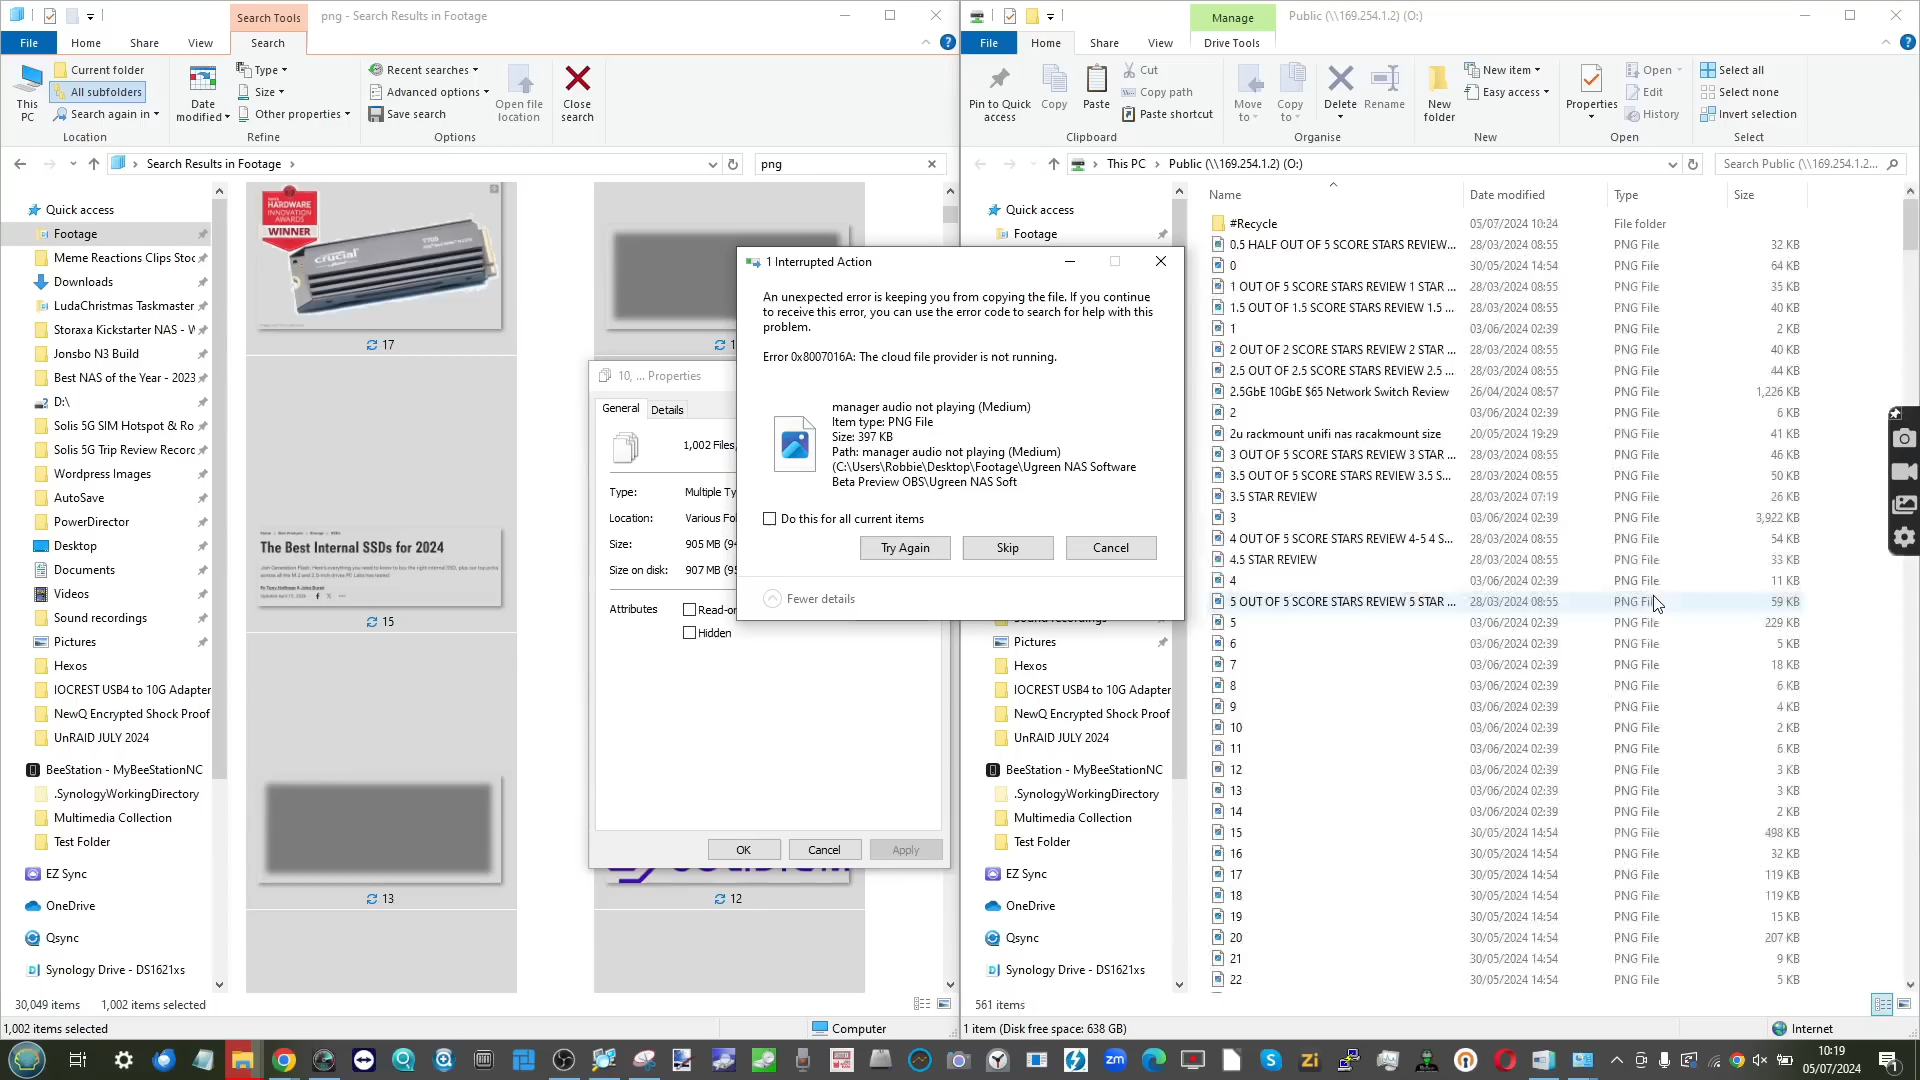 Search Tools
png - Search Results in Footage
File
Home
Share
View
Search
This PC
Current folder
All subfolders
Search again in
Location
Date modified
Type
Size
Other properties
Refine
Recent searches
Advanced options
Save search
Open file location
Options
Close search
Search Results in Footage
png
Quick access
Footage
Meme Reactions Clips Stoc
Downloads
LudaChristmas Taskmaster
Storaxa Kickstarter NAS - V
Jonsbo N3 Build
Best NAS of the Year - 2023
D:\
Solis 5G SIM Hotspot & Ro
Solis 5G Trip Review Recorc
Wordpress Images
AutoSave
PowerDirector
Desktop
Documents
Videos
Sound recordings
Pictures
Hexos
IOCREST USB4 to 10G Adapter
NewQ Encrypted Shock Proof
UnRAID JULY 2024
BeeStation - MyBeeStationNC
.SynologyWorkingDirectory
Multimedia Collection
Test Folder
EZ Sync
OneDrive
Qsync
Synology Drive - DS1621xs
HARDWARE
INNOVATION
AWARDS
WINNER
crucial
T705
17
The Best Internal SSDs for 2024
15
13
12
10, ... Properties
General
Details
1,002 Files,
Type:
Multiple Ty
Location:
Various Fo
Size:
905 MB (94
Size on disk:
907 MB (95
Attributes
Read-o
Hidden
OK
Cancel
Apply
1 Interrupted Action
An unexpected error is keeping you from copying the file. If you continue
to receive this error, you can use the error code to search for help with this
problem.
Error 0x8007016A: The cloud file provider is not running.
manager audio not playing (Medium)
Item type: PNG File
Size: 397 KB
Path: manager audio not playing (Medium)
(C:\Users\Robbie\Desktop\Footage\Ugreen NAS Software
Beta Preview OBS\Ugreen NAS Soft
Do this for all current items
Try Again
Skip
Cancel
Fewer details
30,049 items
1,002 items selected
1,002 items selected
Computer
Manage
Public (\\169.254.1.2) (O:)
File
Home
Share
View
Drive Tools
Pin to Quick access
Copy
Paste
Cut
Copy path
Paste shortcut
Clipboard
Move to
Copy to
Delete
Rename
Organise
New folder
New item
Easy access
New
Properties
Open
Edit
History
Open
Select all
Select none
Invert selection
Select
This PC
Public (\\169.254.1.2) (O:)
Search Public (\\169.254.1.2...
Quick access
Footage
Sound recordings
Pictures
Hexos
IOCREST USB4 to 10G Adapter
NewQ Encrypted Shock Proof
UnRAID JULY 2024
BeeStation - MyBeeStationNC
.SynologyWorkingDirectory
Multimedia Collection
Test Folder
EZ Sync
OneDrive
Qsync
Synology Drive - DS1621xs
Name Date modified Type Size
#Recycle 05/07/2024 10:24 File folder
0.5 HALF OUT OF 5 SCORE STARS REVIEW... 28/03/2024 08:55 PNG File 32 KB
0 30/05/2024 14:54 PNG File 64 KB
1 OUT OF 5 SCORE STARS REVIEW 1 STAR ... 28/03/2024 08:55 PNG File 35 KB
1.5 OUT OF 1.5 SCORE STARS REVIEW 1.5 ... 28/03/2024 08:55 PNG File 40 KB
1 03/06/2024 02:39 PNG File 2 KB
2 OUT OF 2 SCORE STARS REVIEW 2 STAR ... 28/03/2024 08:55 PNG File 40 KB
2.5 OUT OF 2.5 SCORE STARS REVIEW 2.5 ... 28/03/2024 08:55 PNG File 44 KB
2.5GbE 10GbE $65 Network Switch Review 26/04/2024 08:57 PNG File 1,226 KB
2 03/06/2024 02:39 PNG File 6 KB
2u rackmount unifi nas racakmount size 20/05/2024 19:29 PNG File 41 KB
3 OUT OF 5 SCORE STARS REVIEW 3 STAR ... 28/03/2024 08:55 PNG File 46 KB
3.5 OUT OF 5 SCORE STARS REVIEW 3.5 S... 28/03/2024 08:55 PNG File 50 KB
3.5 STAR REVIEW 28/03/2024 07:19 PNG File 26 KB
3 03/06/2024 02:39 PNG File 3,922 KB
4 OUT OF 5 SCORE STARS REVIEW 4-5 4 S... 28/03/2024 08:55 PNG File 54 KB
4.5 STAR REVIEW 28/03/2024 08:55 PNG File 33 KB
4 03/06/2024 02:39 PNG File 11 KB
5 OUT OF 5 SCORE STARS REVIEW 5 STAR ... 28/03/2024 08:55 PNG File 59 KB
5 03/06/2024 02:39 PNG File 229 KB
6 03/06/2024 02:39 PNG File 5 KB
7 03/06/2024 02:39 PNG File 18 KB
8 03/06/2024 02:39 PNG File 6 KB
9 03/06/2024 02:39 PNG File 4 KB
10 03/06/2024 02:39 PNG File 2 KB
11 03/06/2024 02:39 PNG File 6 KB
12 03/06/2024 02:39 PNG File 3 KB
13 03/06/2024 02:39 PNG File 3 KB
14 03/06/2024 02:39 PNG File 2 KB
15 30/05/2024 14:54 PNG File 498 KB
16 30/05/2024 14:54 PNG File 32 KB
17 30/05/2024 14:54 PNG File 119 KB
18 30/05/2024 14:54 PNG File 119 KB
19 30/05/2024 14:54 PNG File 15 KB
20 30/05/2024 14:54 PNG File 207 KB
21 30/05/2024 14:54 PNG File 9 KB
22 30/05/2024 14:54 PNG File 5 KB
561 items
1 item (Disk free space: 638 GB)
Internet
zm
Zi
10:19
05/07/2024